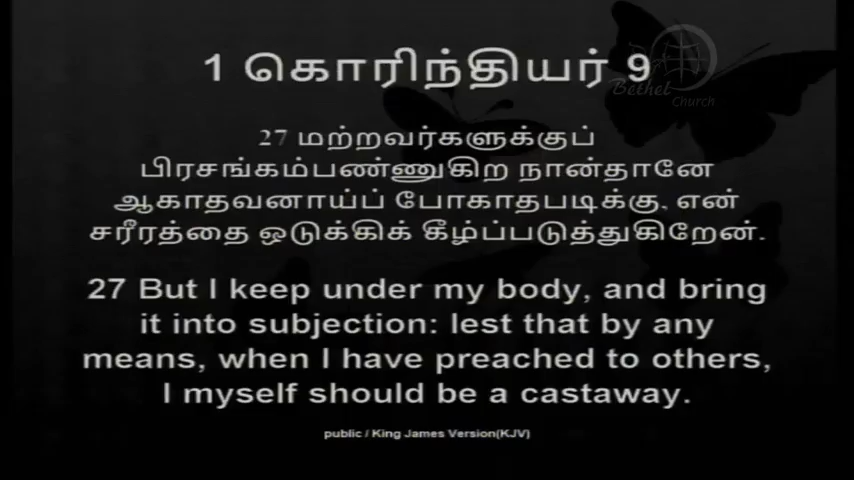 1 கொரிந்தியர் 9
Bethel
Church
27 மற்றவர்களுக்குப்
பிரசங்கம்பண்ணுகிற நான்தானே
ஆகாதவனாய்ப் போகாதபடிக்கு, என்
சரீரத்தை ஒடுக்கிக் கீழ்ப்படுத்துகிறேன்.
27 But I keep under my body, and bring
it into subjection: lest that by any
means, when I have preached to others,
I myself should be a castaway.
public / King James Version(KJV)